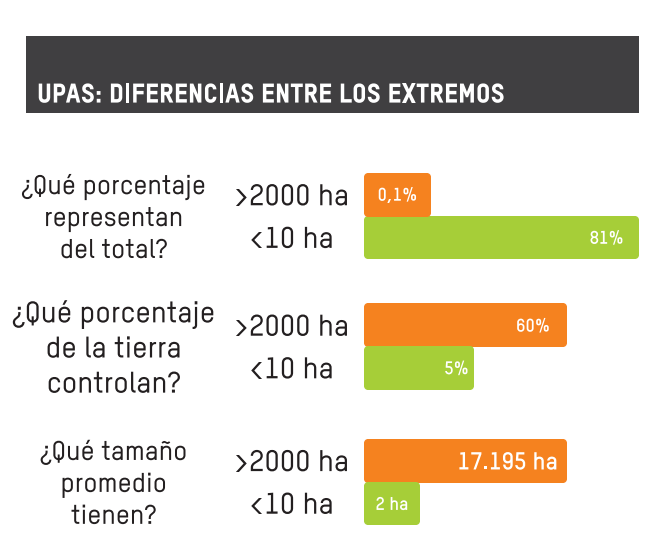 UPAS: DIFERENCIAS ENTRE LOS EXTREMOS
¿Qué porcentaje
representan
del total?
>2000 ha
0,1%
<10 ha
81%
¿Qué porcentaje
de la tierra
controlan?
>2000 ha
60%
<10 ha
5%
¿Qué tamaño
promedio
tienen?
>2000 ha
17.195 ha
<10 ha
2 ha